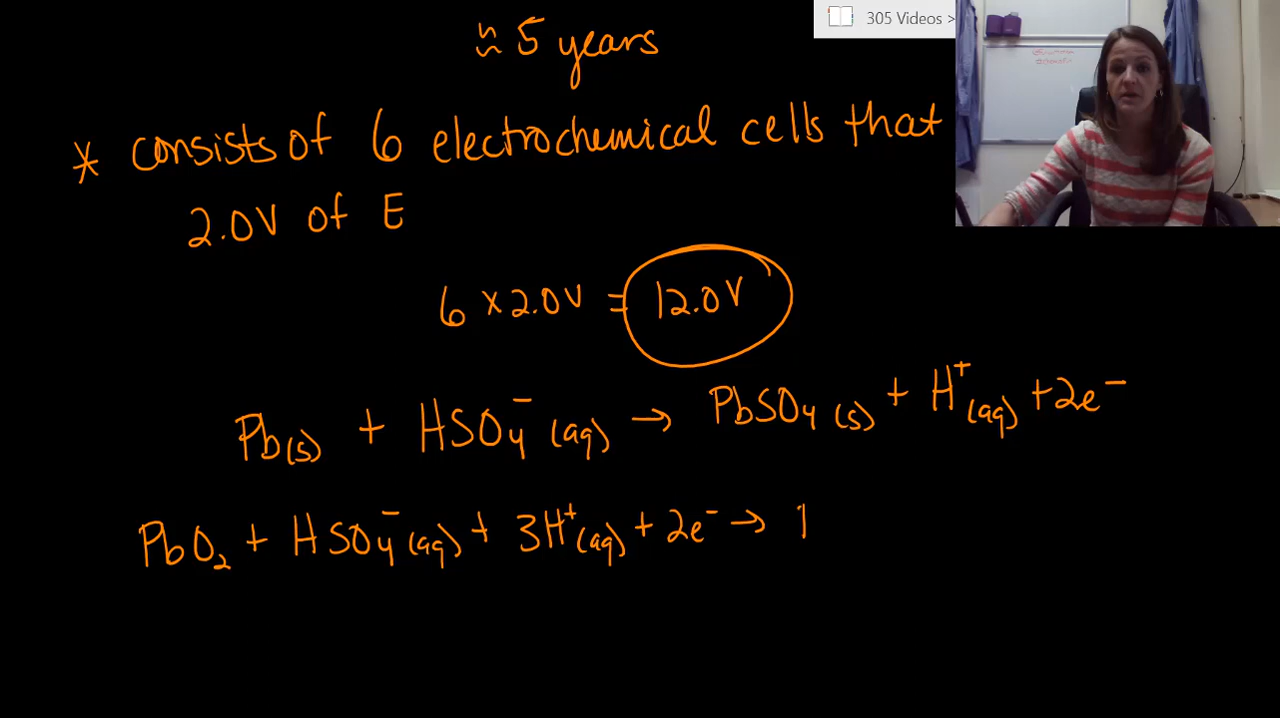 ≈ 5 years
305 Videos >
* consists of 6 electrochemical cells that
2.0V of E
6 × 2.0V = 12.0V
Pb(s) + HSO₄⁻(aq) → PbSO₄(s) + H⁺(aq) + 2e⁻
PbO₂ + HSO₄⁻(aq) + 3H⁺(aq) + 2e⁻ →